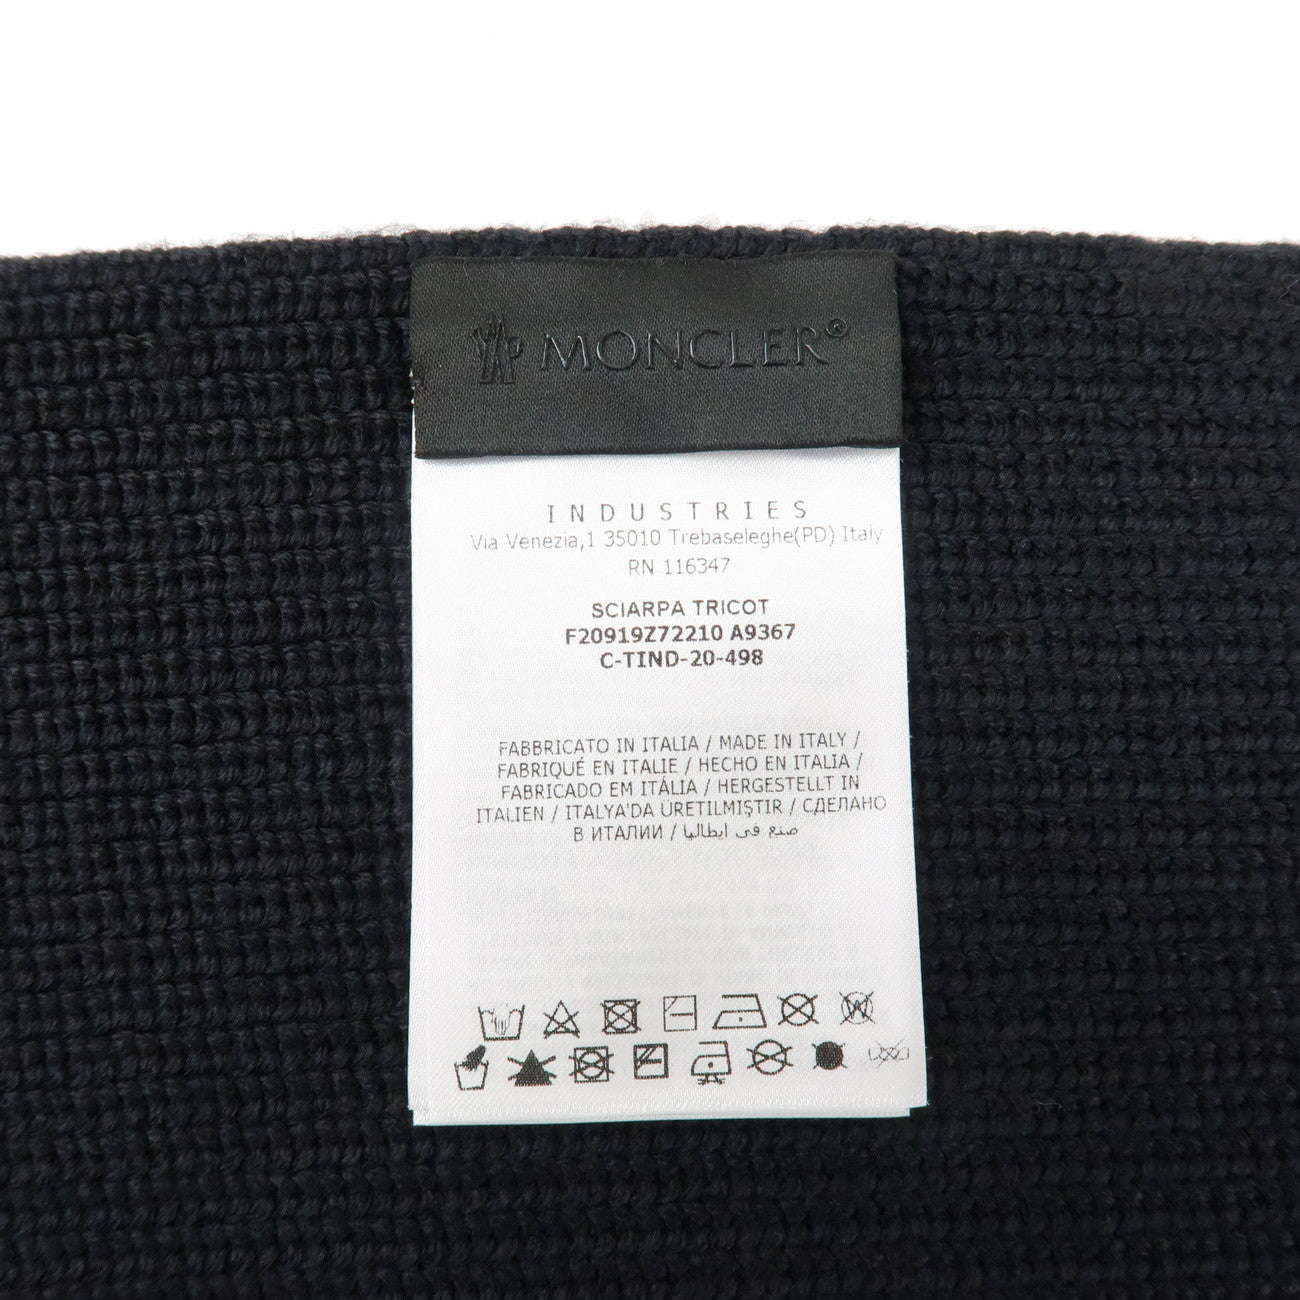 MONCLER®
INDUSTRIES
Via Venezia,1 35010 Trebaseleghe(PD) Italy
RN 116347
SCIARPA TRICOT
F20919Z72210 A9367
C-TIND-20-498
FABBRICATO IN ITALIA / MADE IN ITALY /
FABRIQUÉ EN ITALIE / HECHO EN ITALIA /
FABRICADO EM ITÁLIA / HERGESTELLT IN
ITALIEN / ITALYA'DA ÜRETILMIŞTIR / СДЕЛАНО
В ИТАЛИИ / صنع في ايطاليا